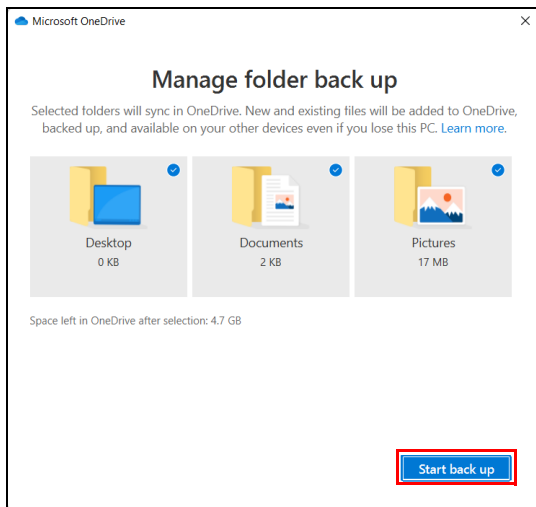 Microsoft OneDrive
Manage folder back up
Selected folders will sync in OneDrive. New and existing files will be added to OneDrive,
backed up, and available on your other devices even if you lose this PC. Learn more.
Desktop
0 KB
Documents
2 KB
Pictures
17 MB
Space left in OneDrive after selection: 4.7 GB
Start back up